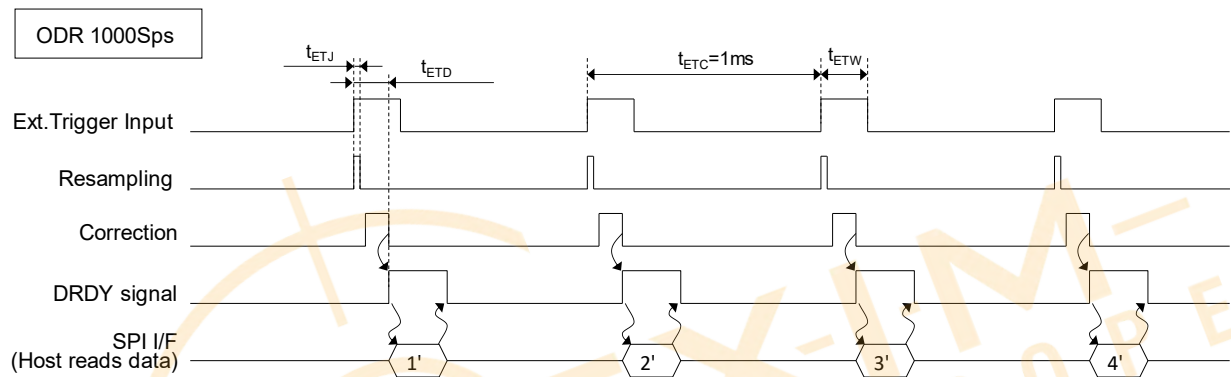 ODR 1000Sps
tETJ
tETD
tETC=1ms
tETW
Ext.Trigger Input
Resampling
Correction
DRDY signal
SPI I/F
(Host reads data)
1'
2'
3'
4'